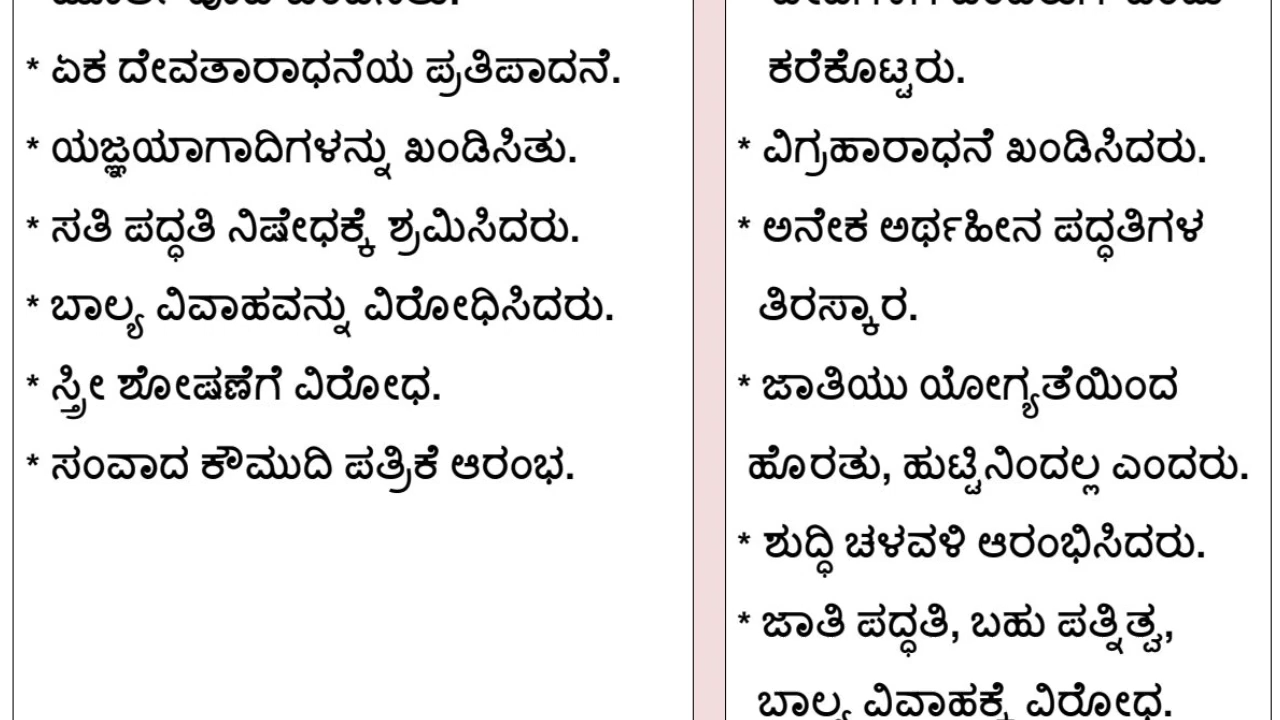 * ಏಕ ದೇವತಾರಾಧನೆಯ ಪ್ರತಿಪಾದನೆ.
* ಯಜ್ಞಯಾಗಾದಿಗಳನ್ನು ಖಂಡಿಸಿತು.
* ಸತಿ ಪದ್ಧತಿ ನಿಷೇಧಕ್ಕೆ ಶ್ರಮಿಸಿದರು.
* ಬಾಲ್ಯ ವಿವಾಹವನ್ನು ವಿರೋಧಿಸಿದರು.
* ಸ್ತ್ರೀ ಶೋಷಣೆಗೆ ವಿರೋಧ.
* ಸಂವಾದ ಕೌಮುದಿ ಪತ್ರಿಕೆ ಆರಂಭ.
ಕರೆಕೊಟ್ಟರು.
* ವಿಗ್ರಹಾರಾಧನೆ ಖಂಡಿಸಿದರು.
* ಅನೇಕ ಅರ್ಥಹೀನ ಪದ್ಧತಿಗಳ
ತಿರಸ್ಕಾರ.
* ಜಾತಿಯು ಯೋಗ್ಯತೆಯಿಂದ
ಹೊರತು, ಹುಟ್ಟಿನಿಂದಲ್ಲ ಎಂದರು.
* ಶುದ್ಧಿ ಚಳವಳಿ ಆರಂಭಿಸಿದರು.
* ಜಾತಿ ಪದ್ಧತಿ, ಬಹು ಪತ್ನಿತ್ವ,
ಬಾಲ್ಯ ವಿವಾಹಕ್ಕೆ ವಿರೋಧ.